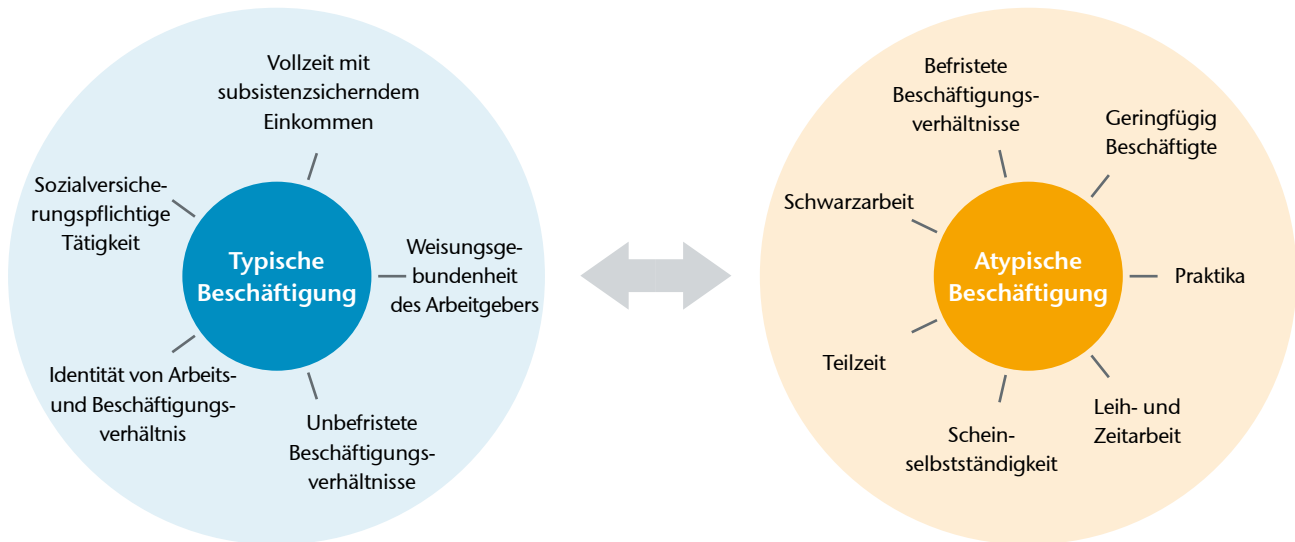 Typische
Beschäftigung
Vollzeit mit
subsistenzsicherndem
Einkommen
Weisungsge-
bundenheit
des Arbeitgebers
Unbefristete
Beschäftigungs-
verhältnisse
Identität von Arbeits-
und Beschäftigungs-
verhältnis
Sozialversiche-
rungspflichtige
Tätigkeit
Atypische
Beschäftigung
Befristete
Beschäftigungs-
verhältnisse
Geringfügig
Beschäftigte
Praktika
Leih- und
Zeitarbeit
Schein-
selbstständigkeit
Teilzeit
Schwarzarbeit